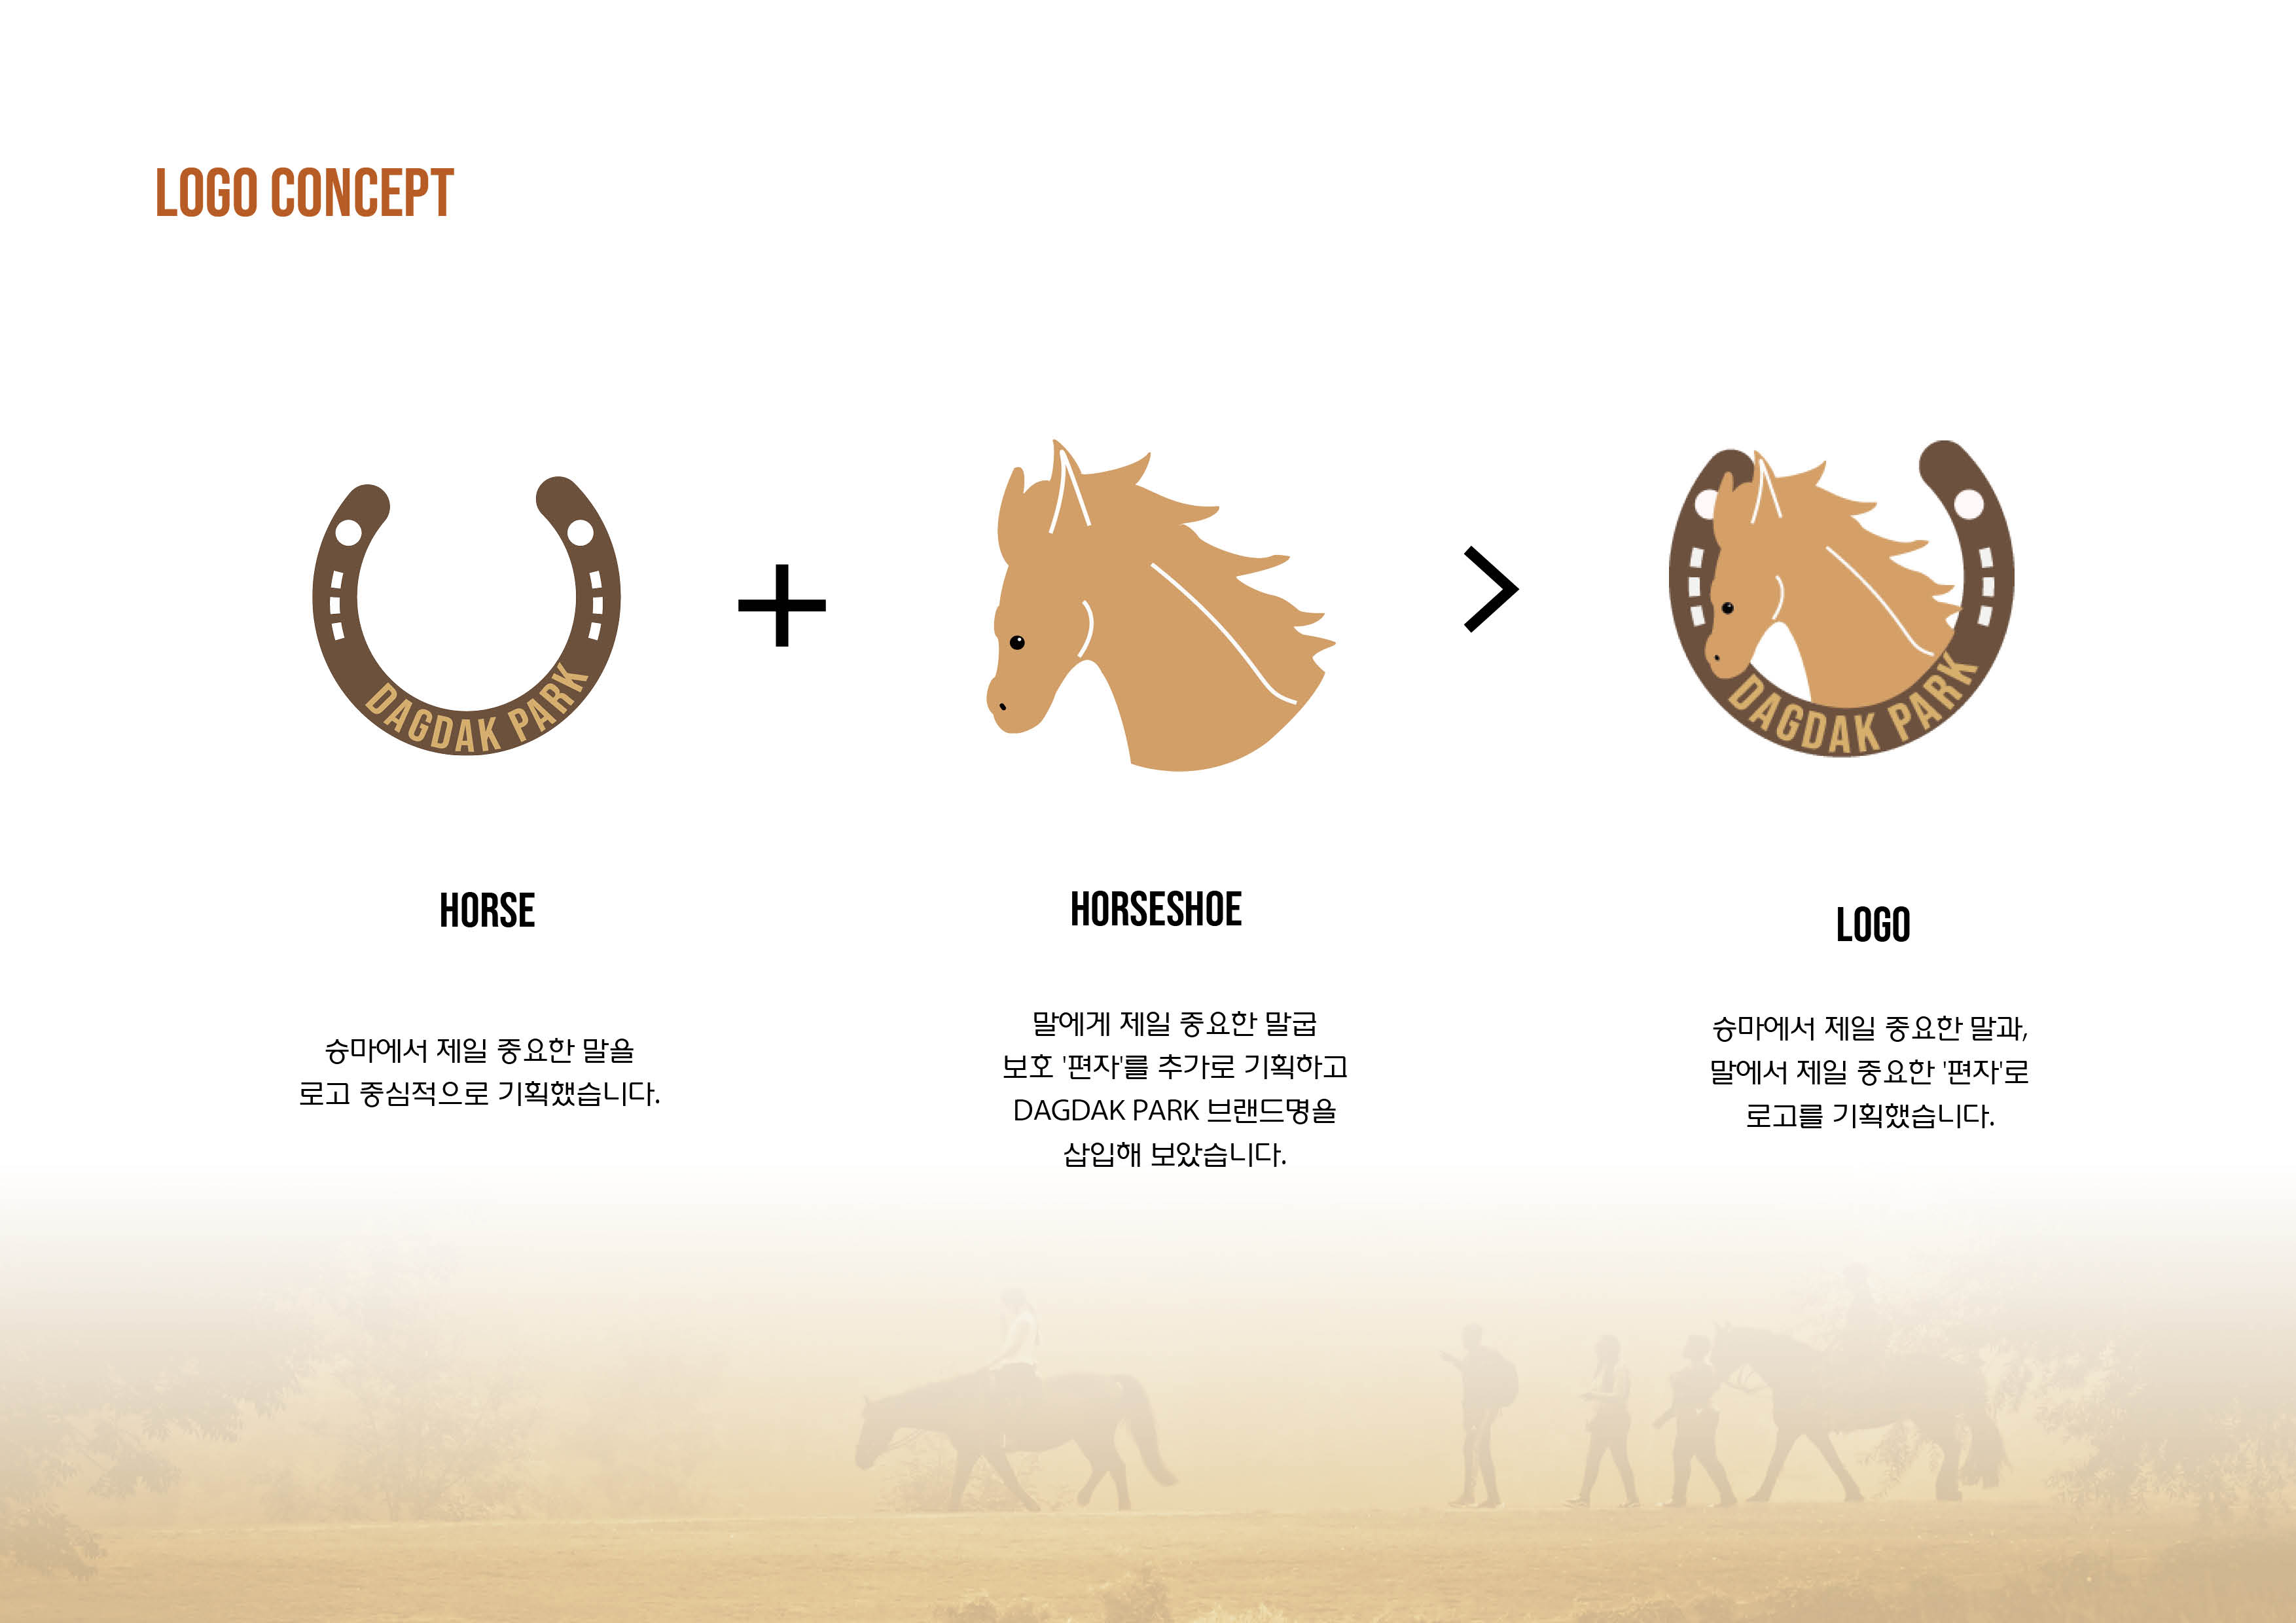 LOGO CONCEPT
DAGDAK PARK
DAGDAK PARK
HORSE
승마에서 제일 중요한 말을
로고 중심적으로 기획했습니다.
HORSESHOE
말에게 제일 중요한 말굽
보호 '편자'를 추가로 기획하고
DAGDAK PARK 브랜드명을
삽입해 보았습니다.
LOGO
승마에서 제일 중요한 말과,
말에서 제일 중요한 '편자'로
로고를 기획했습니다.